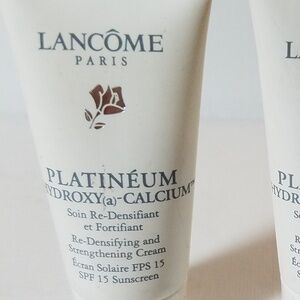 LANCÔME
PARIS
PLATINÉUM
HYDROXY(a)-CALCIUM™
Soin Re-Densifiant
et Fortifiant
Re-Densifying and
Strengthening Cream
Écran Solaire FPS 15
SPF 15 Sunscreen